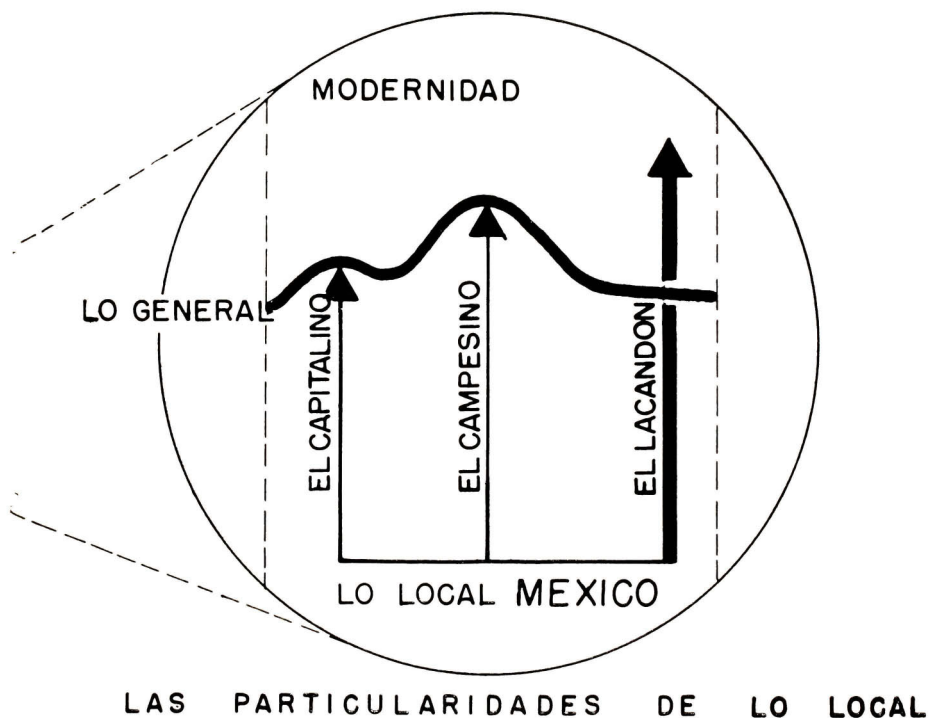 MODERNIDAD
LO GENERAL
EL CAPITALINO
EL CAMPESINO
EL LACANDON
LO LOCAL MEXICO
LAS PARTICULARIDADES DE LO LOCAL